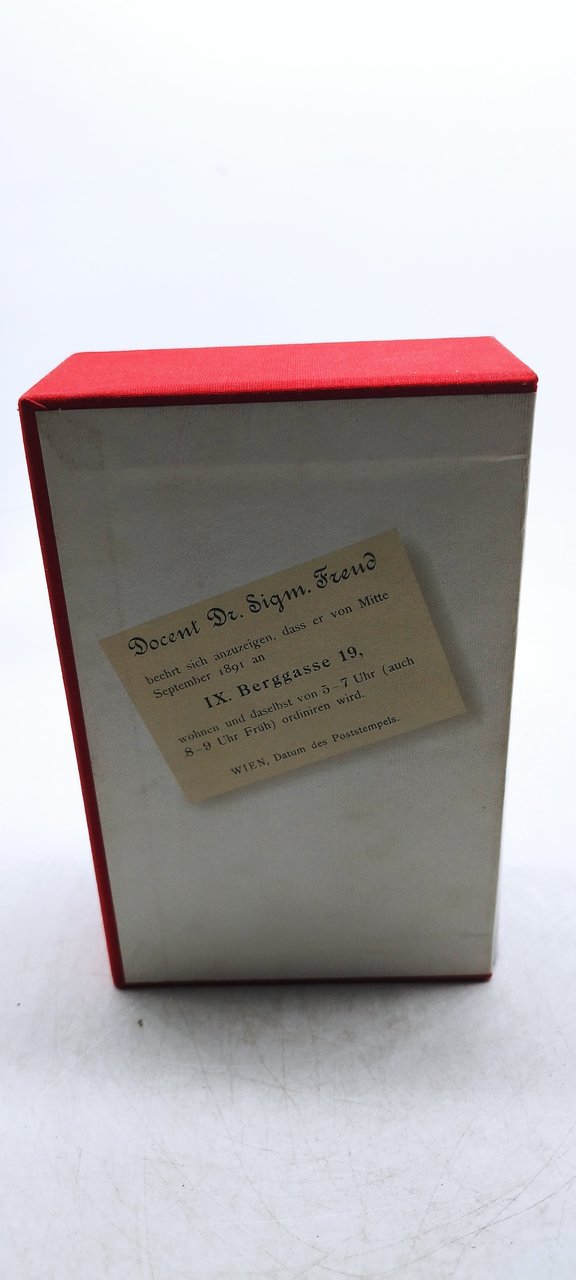 Docent Dr. Sigm. Freud
beehrt sich anzuzeigen, dass er von Mitte
September 1891 an
IX. Berggasse 19,
wohnen und daselbst von 5–7 Uhr (auch
8–9 Uhr Früh) ordiniren wird.
WIEN, Datum des Poststempels.